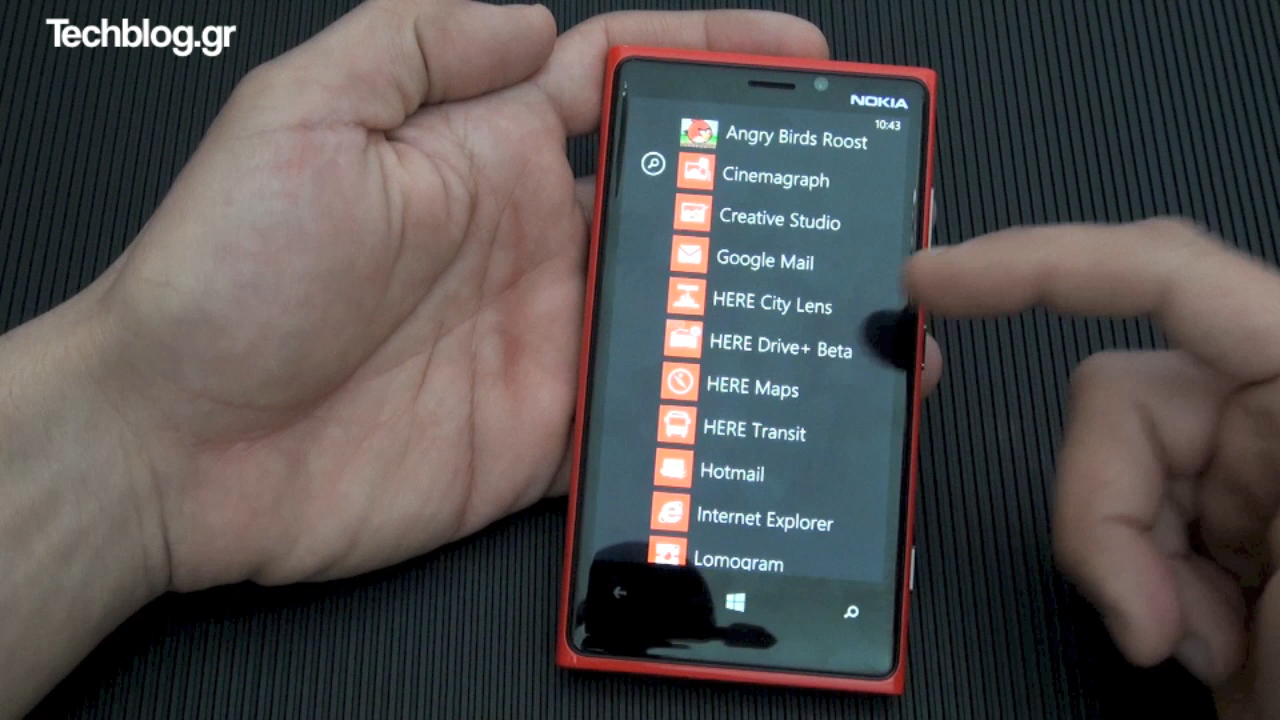 Techblog.gr
NOKIA
10:43
Angry Birds Roost
Cinemagraph
Creative Studio
Google Mail
HERE City Lens
HERE Drive+ Beta
HERE Maps
HERE Transit
Hotmail
Internet Explorer
Lomogram